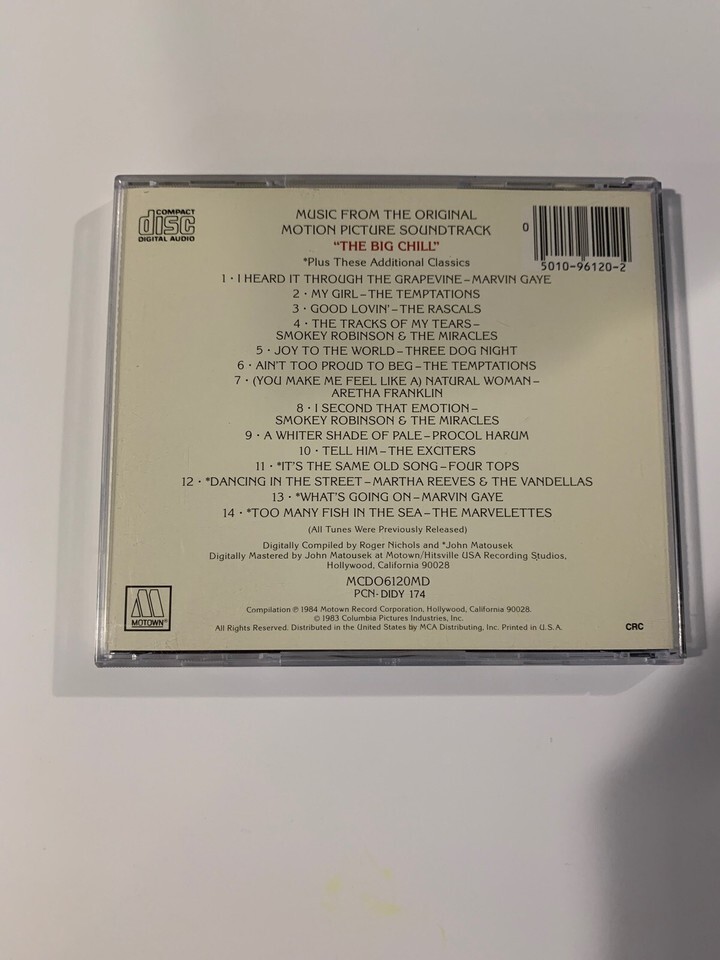 COMPACT
disc
DIGITAL AUDIO
MUSIC FROM THE ORIGINAL
MOTION PICTURE SOUNDTRACK
"THE BIG CHILL"
*Plus These Additional Classics
0
5010-96120-2
1 · I HEARD IT THROUGH THE GRAPEVINE – MARVIN GAYE
2 · MY GIRL – THE TEMPTATIONS
3 · GOOD LOVIN' – THE RASCALS
4 · THE TRACKS OF MY TEARS –
SMOKEY ROBINSON & THE MIRACLES
5 · JOY TO THE WORLD – THREE DOG NIGHT
6 · AIN'T TOO PROUD TO BEG – THE TEMPTATIONS
7 · (YOU MAKE ME FEEL LIKE A) NATURAL WOMAN –
ARETHA FRANKLIN
8 · I SECOND THAT EMOTION –
SMOKEY ROBINSON & THE MIRACLES
9 · A WHITER SHADE OF PALE – PROCOL HARUM
10 · TELL HIM – THE EXCITERS
11 · *IT'S THE SAME OLD SONG – FOUR TOPS
12 · *DANCING IN THE STREET – MARTHA REEVES & THE VANDELLAS
13 · *WHAT'S GOING ON – MARVIN GAYE
14 · *TOO MANY FISH IN THE SEA – THE MARVELETTES
(All Tunes Were Previously Released)
Digitally Compiled by Roger Nichols and *John Matousek
Digitally Mastered by John Matousek at Motown/Hitsville USA Recording Studios,
Hollywood, California 90028
MCDO6120MD
PCN- DIDY 174
Compilation ℗ 1984 Motown Record Corporation, Hollywood, California 90028.
© 1983 Columbia Pictures Industries, Inc.
All Rights Reserved. Distributed in the United States by MCA Distributing, Inc. Printed in U.S.A.
M
MOTOWN®
CRC